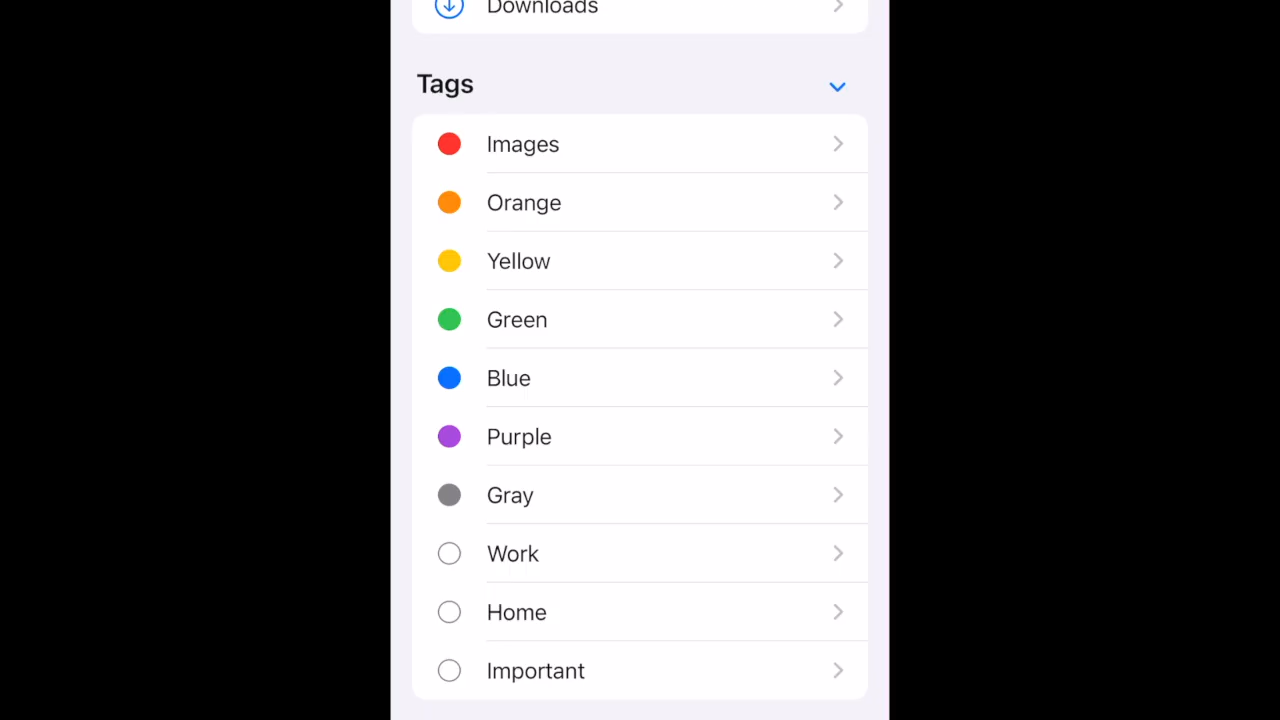 Downloads
Tags
Images
Orange
Yellow
Green
Blue
Purple
Gray
Work
Home
Important